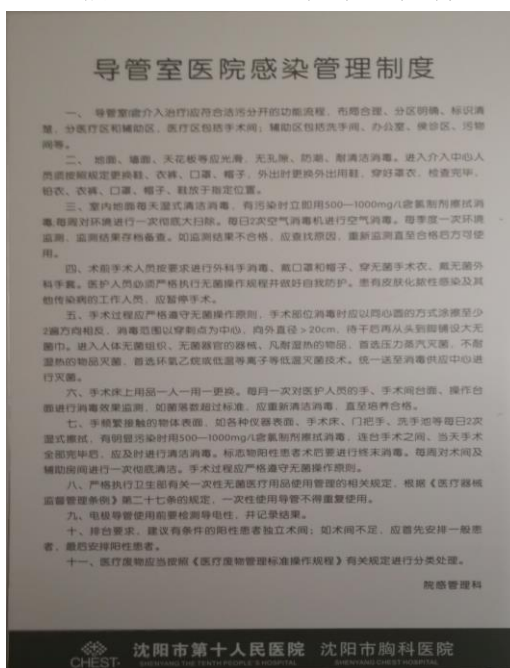 导管室医院感染管理制度
一、 导管室(含介入治疗)应符合洁污分开的功能流程，布局合理、分区明确、标识清
楚，分医疗区和辅助区，医疗区包括手术间；辅助区包括洗手间、办公室、候诊区、污物
间等。
二、 地面、墙面、天花板等应光滑，无孔隙、防潮、耐清洁消毒。进入介入中心人
员须按照规定更换鞋、衣裤、口罩、帽子，外出时更换外出用鞋，穿好罩衣，检查完毕，
铅衣、衣裤、口罩、帽子、鞋放于指定位置。
三、室内地路每天湿式清洁消毒，有污染时立即用500—1000mg/L含氯制剂擦拭消
毒,每周对环境进行一次彻底大扫除。每日2次空气消毒机进行空气消毒。每季度一次环境
监测，监测结果存档备查。如监测结果不合格，应查找原因，重新监测直至合格后方可使
用。
四、术前手术人员按要求进行外科手消毒、戴口罩和帽子、穿无菌手术衣、戴无菌外
科手套。医护人员必须严格执行无菌操作规程并做好自我防护。患有皮肤化脓性感染及其
他传染病的工作人员，应暂停手术。
五、手术过程应严格遵守无菌操作原则，手术部位消毒时应以同心圆的方式涂擦至少
2遍方向相反，消毒范围以穿刺点为中心，向外直径＞20cm，待干后再从头到脚铺设大无
菌巾。进入人体无菌组织、无菌器官的器械、凡耐湿热的物品，首选压力蒸汽灭菌，不耐
湿热的物品灭菌，首选环氧乙烷或低温等离子等低温灭菌技术。统一送至消毒供应中心进
行灭菌。
六、手术床上用品一人一用一更换。每月一次对医护人员的手、手术间台面、操作台
面进行消毒效果监测，如菌落数超过标准，应重新清洁消毒，直至培养合格。
七、手频繁接触的物体表面，如各种仪器表面、手术床、门把手、洗手池等每日2次
湿式擦拭，有明显污染时用500—1000mg/L含氯制剂擦拭消毒，连台手术之间、当天手术
全部完毕后，应及时进行清洁消毒。标志物阳性患者术后要进行终末消毒。每周对术间及
辅助房间进行一次彻底清洁。手术过程应严格遵守无菌操作原则。
八、严格执行卫生部有关一次性无菌医疗用品使用管理的相关规定，根据《医疗器械
监督管理条例》第二十七条的规定，一次性使用导管不得重复使用。
九、电极导管使用前要检测导电性，并记录结果。
十、排台要求，建议有条件的阳性患者独立术间；如术间不足，应首先安排一般患
者，最后安排阳性患者。
十一、医疗废物应当按照《医疗废物管理标准操作规程》有关规定进行分类处理。
院感管理科
CHEST· 沈阳市第十人民医院 沈阳市胸科医院
SHENYANG THE TENTH PEOPLE'S HOSPITAL SHENYANG CHEST HOSPITAL